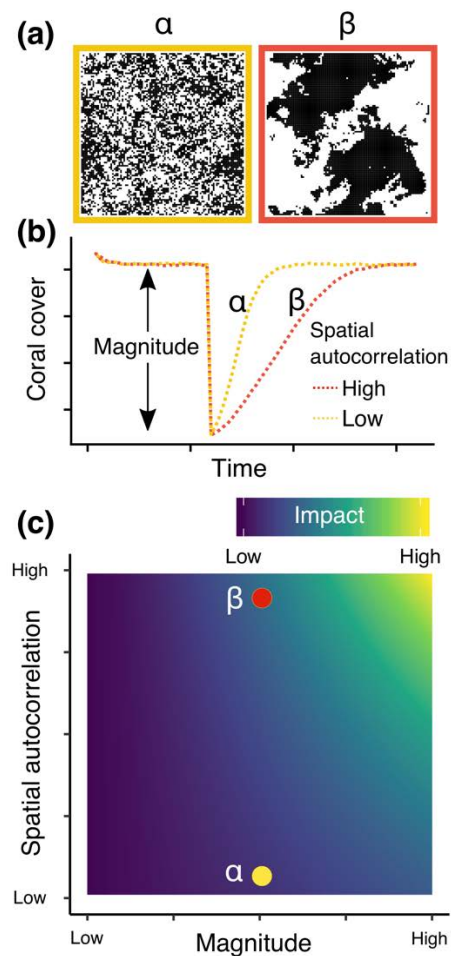 (a)
α
β
(b)
Coral cover
Magnitude
α
β
Spatial
autocorrelation
High
Low
Time
(c)
Impact
Low
High
High
Spatial autocorrelation
Low
β
α
Low
Magnitude
High